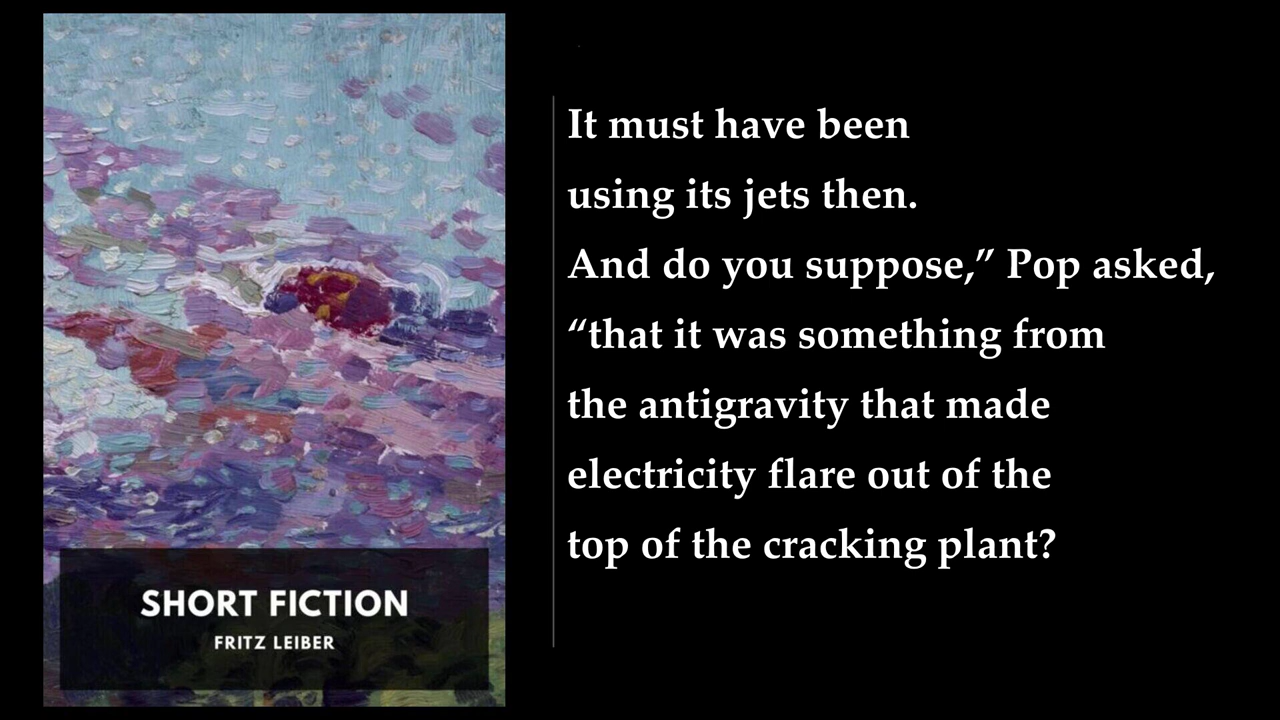 SHORT FICTION
FRITZ LEIBER
It must have been
using its jets then.
And do you suppose,” Pop asked,
“that it was something from
the antigravity that made
electricity flare out of the
top of the cracking plant?